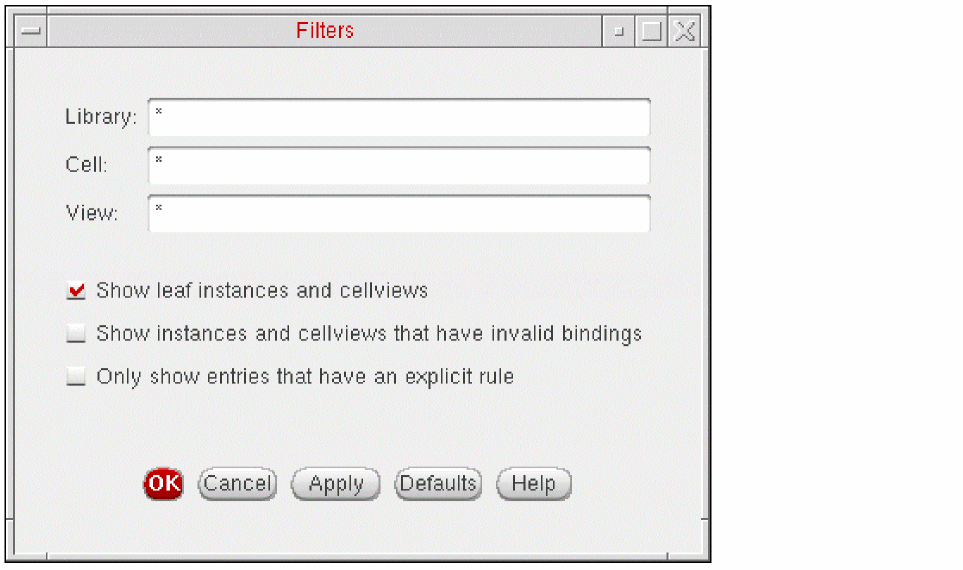 Filters
Library: *
Cell: *
View: *
Show leaf instances and cellviews
Show instances and cellviews that have invalid bindings
Only show entries that have an explicit rule
OK Cancel Apply Defaults Help